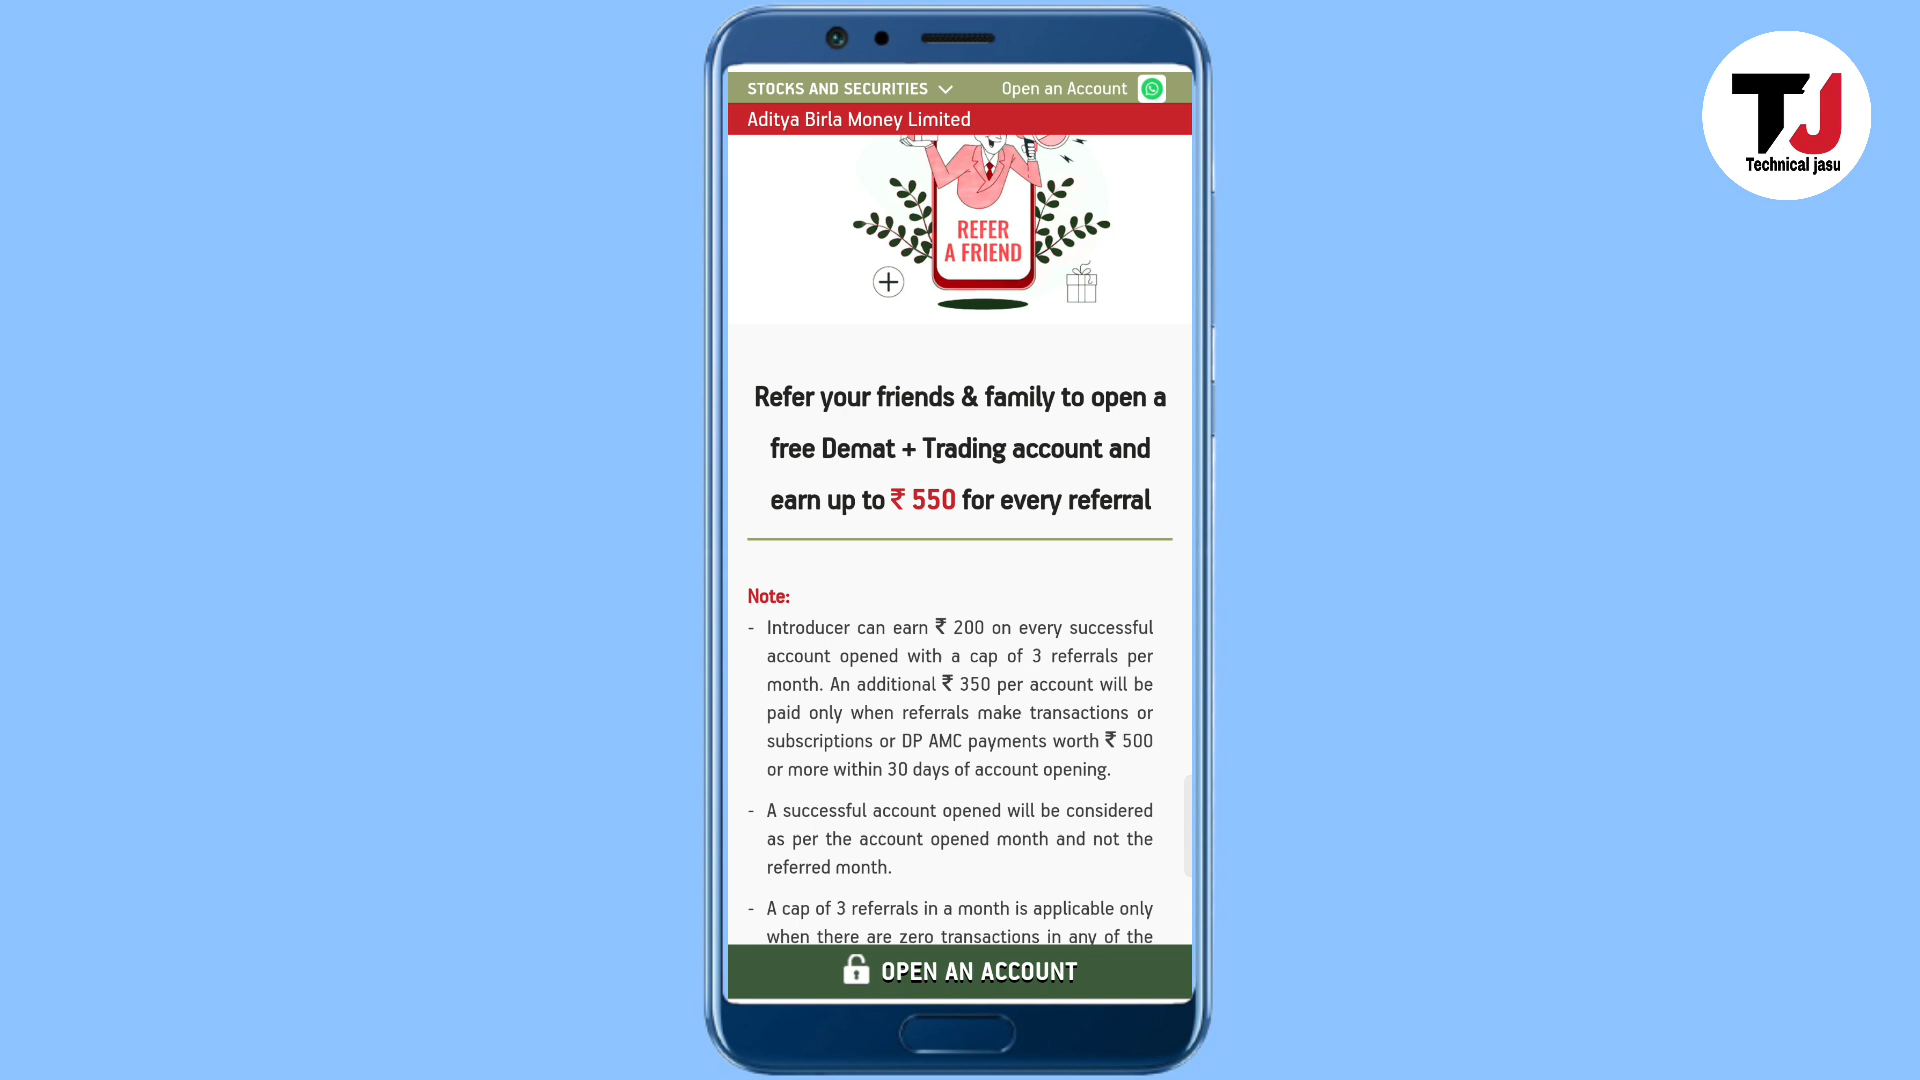 STOCKS AND SECURITIES
Open an Account
Aditya Birla Money Limited
TJ
Technical jasu
REFER
A FRIEND
Refer your friends & family to open a
free Demat + Trading account and
earn up to ₹ 550 for every referral
Note:
- Introducer can earn ₹ 200 on every successful
account opened with a cap of 3 referrals per
month. An additional ₹ 350 per account will be
paid only when referrals make transactions or
subscriptions or DP AMC payments worth ₹ 500
or more within 30 days of account opening.
- A successful account opened will be considered
as per the account opened month and not the
referred month.
- A cap of 3 referrals in a month is applicable only
when there are zero transactions in any of the
OPEN AN ACCOUNT